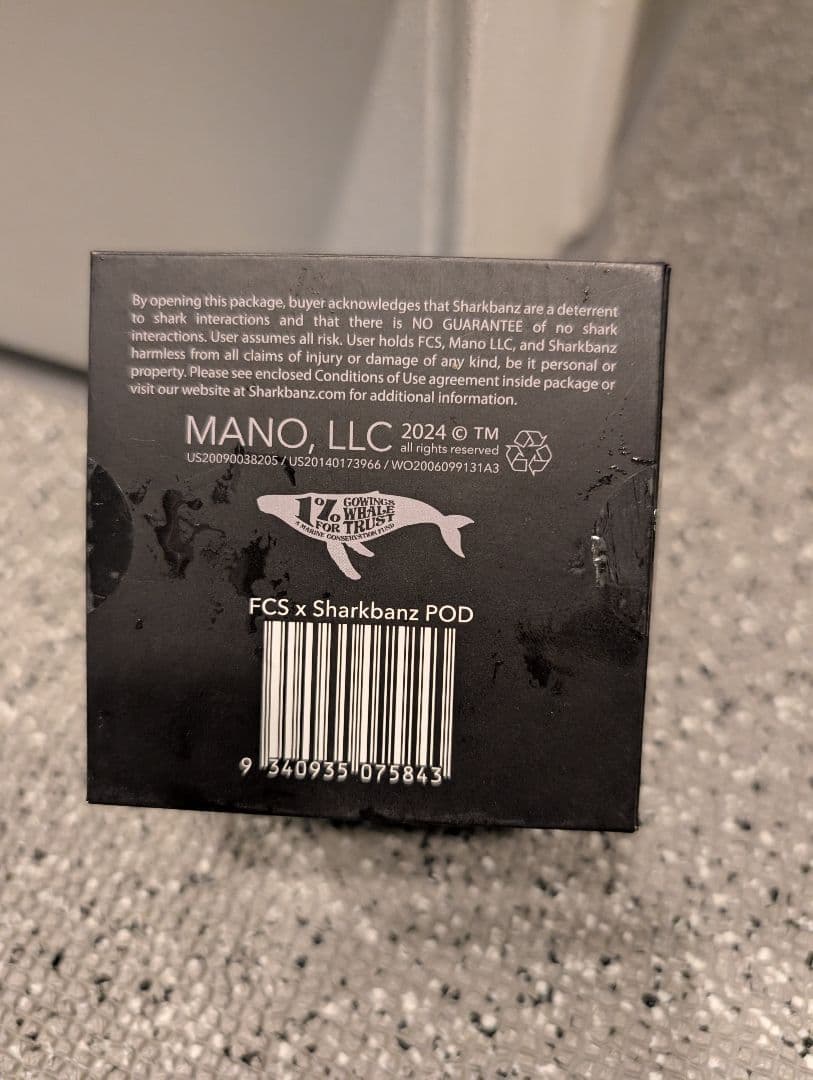 By opening this package, buyer acknowledges that Sharkbanz are a deterrent
to shark interactions and that there is NO GUARANTEE of no shark
interactions. User assumes all risk. User holds FCS, Mano LLC, and Sharkbanz
harmless from all claims of injury or damage of any kind, be it personal or
property. Please see enclosed Conditions of Use agreement inside package or
visit our website at Sharkbanz.com for additional information.
MANO, LLC 2024 © TM
all rights reserved
US20090038205 / US20140173966 / WO2006099131A3
1% FOR
GOWINGS
WHALE
TRUST
A MARINE CONSERVATION FUND
FCS x Sharkbanz POD
9 340935 075843